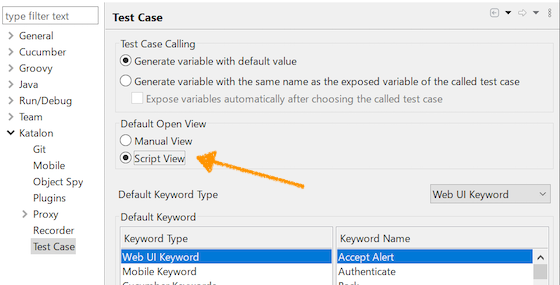 type filter text
General
Cucumber
Groovy
Java
Run/Debug
Team
Katalon
Git
Mobile
Object Spy
Plugins
Proxy
Recorder
Test Case
Test Case
Test Case Calling
Generate variable with default value
Generate variable with the same name as the exposed variable of the called test case
Expose variables automatically after choosing the called test case
Default Open View
Manual View
Script View
Default Keyword Type
Web UI Keyword
Default Keyword
Keyword Type
Keyword Name
Web UI Keyword
Accept Alert
Mobile Keyword
Authenticate